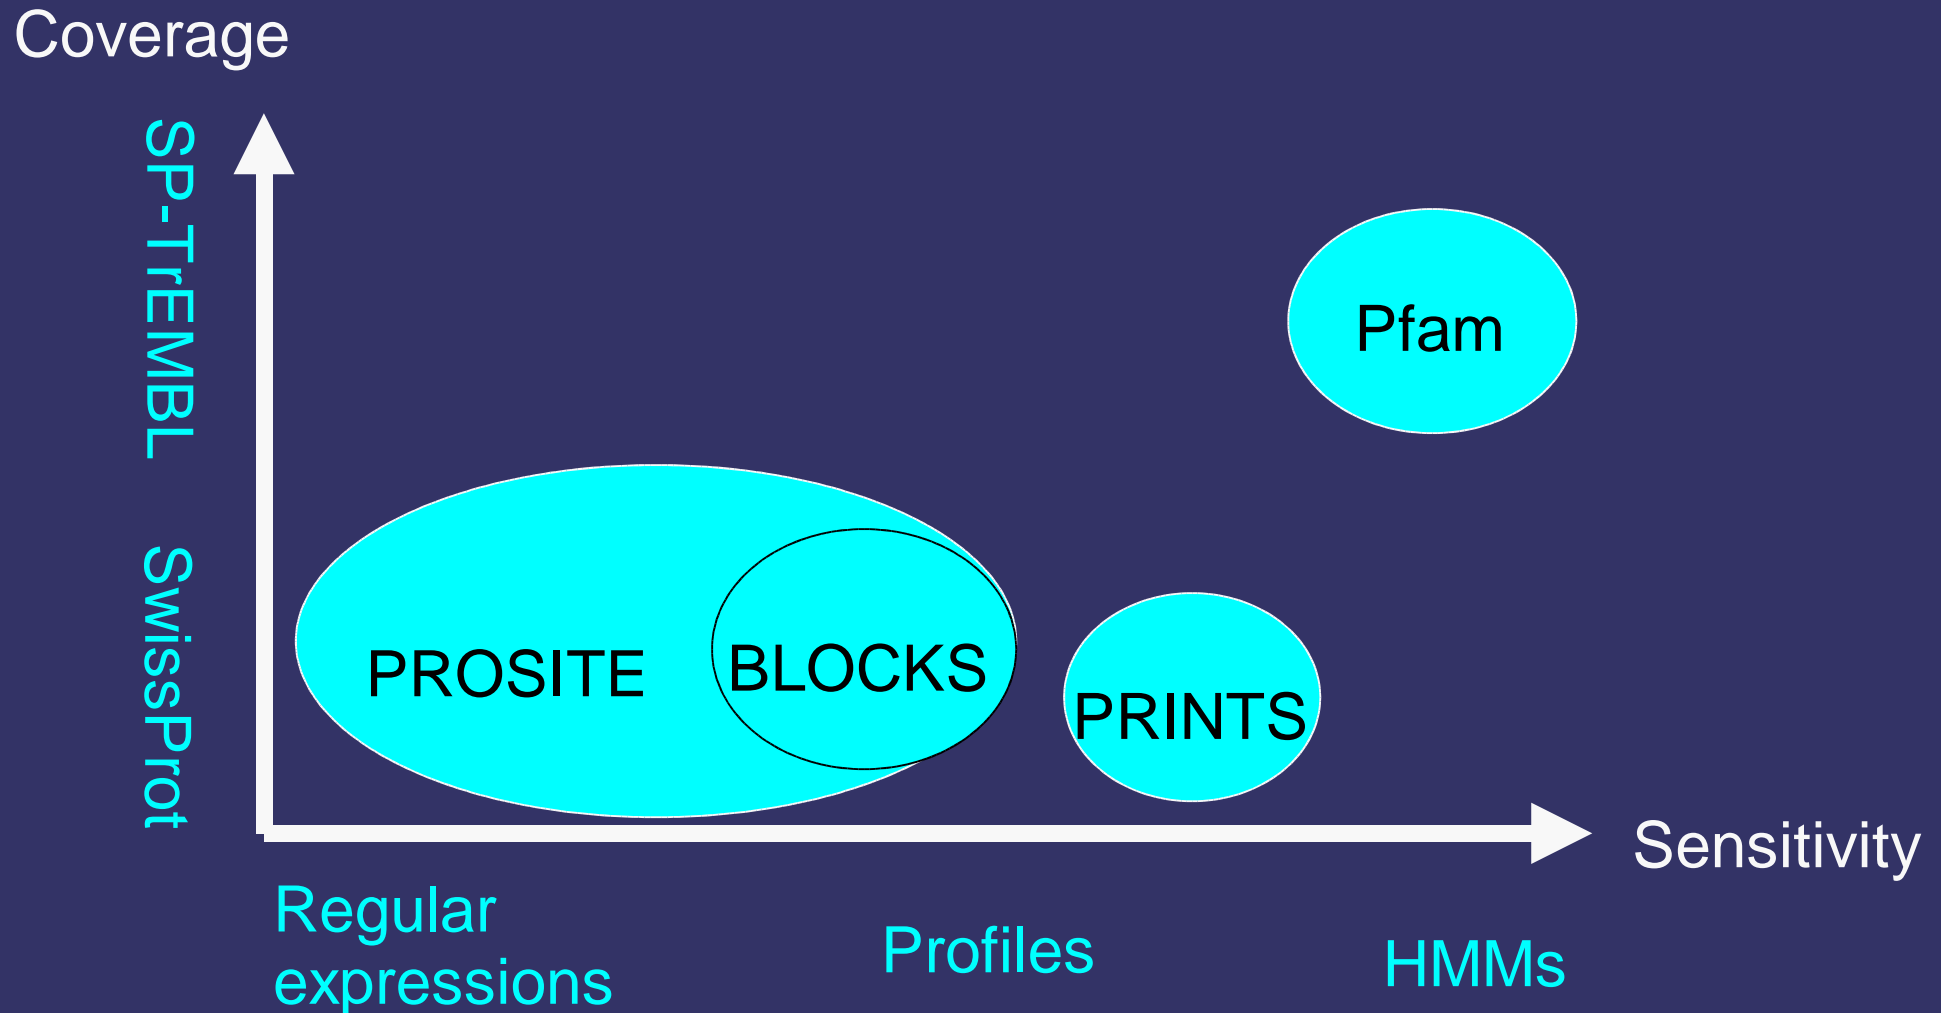 Coverage
SP-TrEMBL
SwissProt
Pfam
PROSITE
BLOCKS
PRINTS
Sensitivity
Regular
expressions
Profiles
HMMs